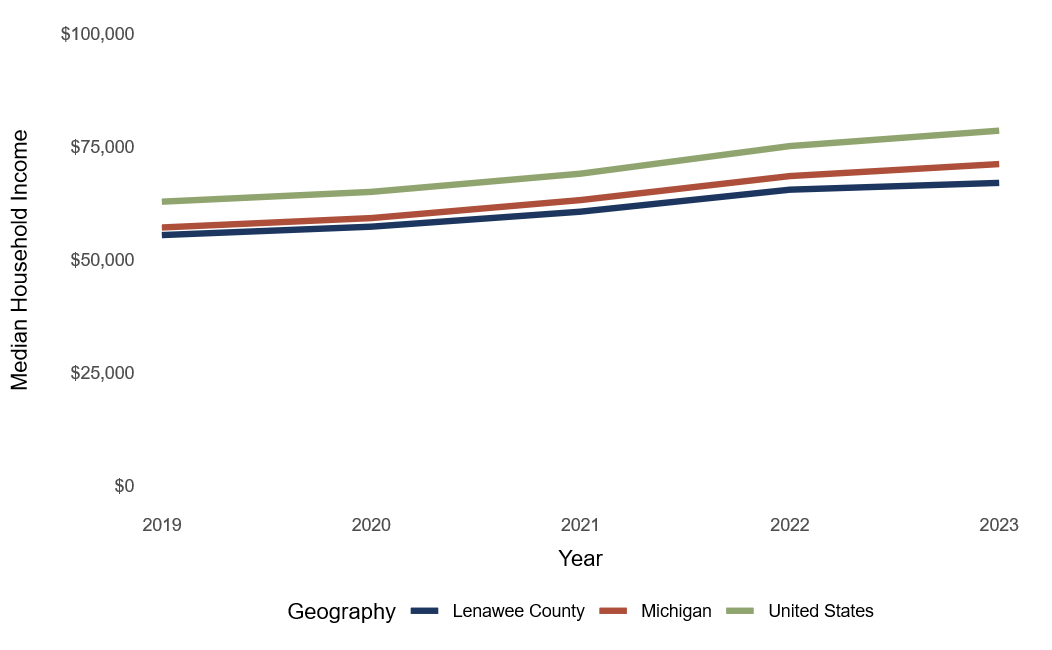 $100,000
$75,000
$50,000
$25,000
$0
Median Household Income
2019 2020 2021 2022 2023
Year
Geography Lenawee County Michigan United States